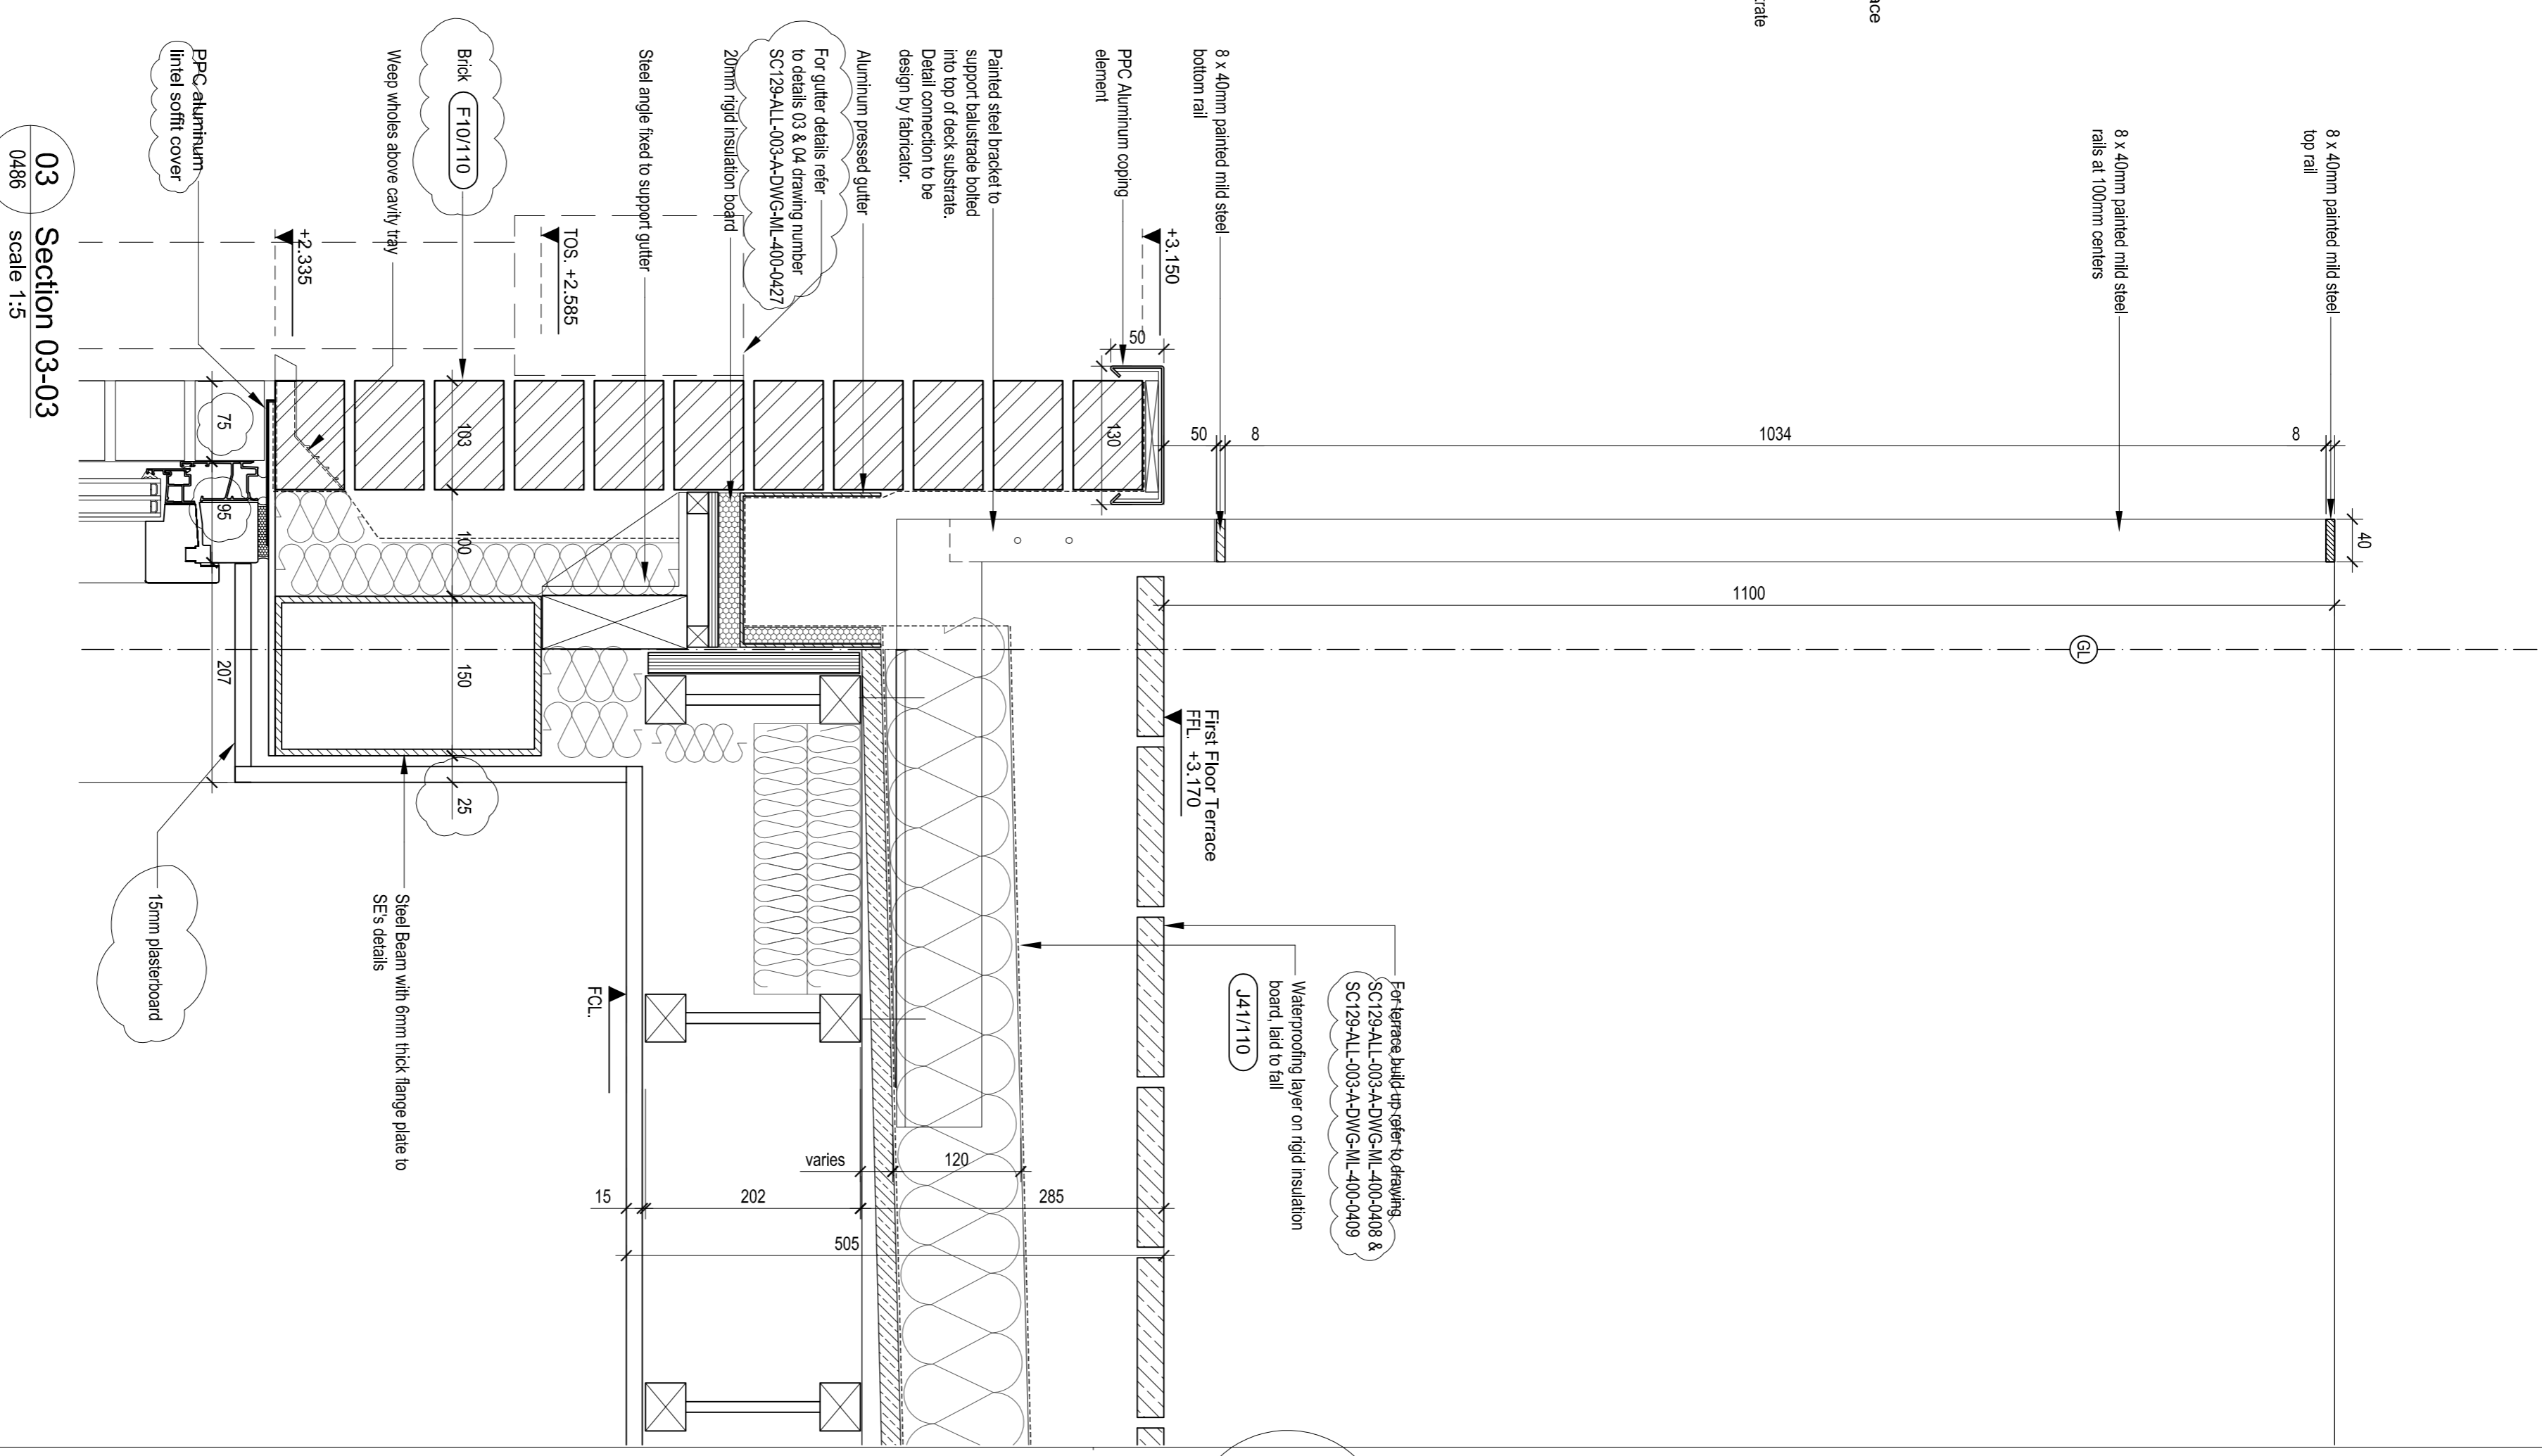 8 x 40mm painted mild steel
top rail
8 x 40mm painted mild steel
rails at 100mm centers
8 x 40mm painted mild steel
bottom rail
PPC Aluminum coping
element
Painted steel bracket to
support balustrade bolted
into top of deck substrate.
Detail connection to be
design by fabricator.
Aluminum pressed gutter
For gutter details refer
to details 03 & 04 drawing number
SC129-ALL-003-A-DWG-ML-400-0427
20mm rigid insulation board
Steel angle fixed to support gutter
Brick
F10/110
Weep wholes above cavity tray
PPC aluminum
lintel soffit cover
+3.150
TOS. +2.585
+2.335
40
8
1034
8
50
50
130
1100
GL
First Floor Terrace
FFL. +3.170
For terrace build up refer to drawing
SC129-ALL-003-A-DWG-ML-400-0408 &
SC129-ALL-003-A-DWG-ML-400-0409
Waterproofing layer on rigid insulation
board, laid to fall
J41/110
103
100
150
25
75
95
207
varies
120
15
202
285
505
FCL.
Steel Beam with 6mm thick flange plate to
SE's details
15mm plasterboard
03
0486
Section 03-03
scale 1:5